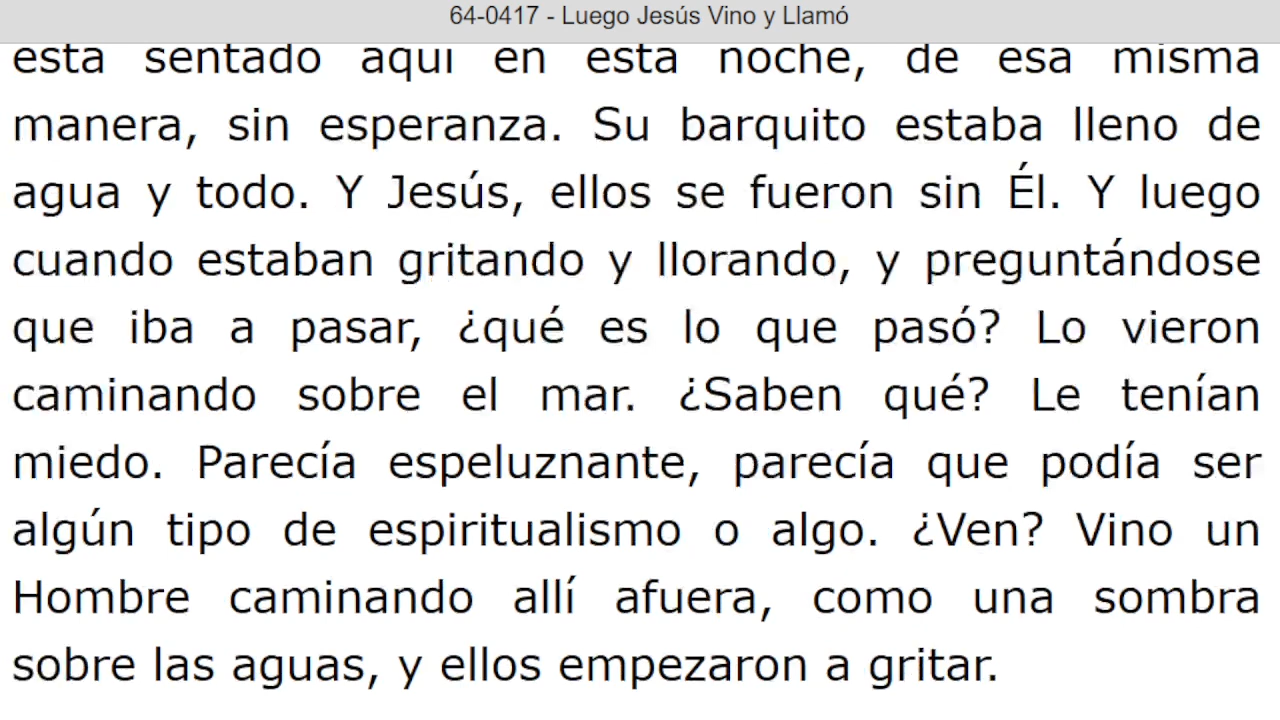 64-0417 - Luego Jesús Vino y Llamó
está sentado aquí en esta noche, de esa misma
manera, sin esperanza. Su barquito estaba lleno de
agua y todo. Y Jesús, ellos se fueron sin Él. Y luego
cuando estaban gritando y llorando, y preguntándose
que iba a pasar, ¿qué es lo que pasó? Lo vieron
caminando sobre el mar. ¿Saben qué? Le tenían
miedo. Parecía espeluznante, parecía que podía ser
algún tipo de espiritualismo o algo. ¿Ven? Vino un
Hombre caminando allí afuera, como una sombra
sobre las aguas, y ellos empezaron a gritar.